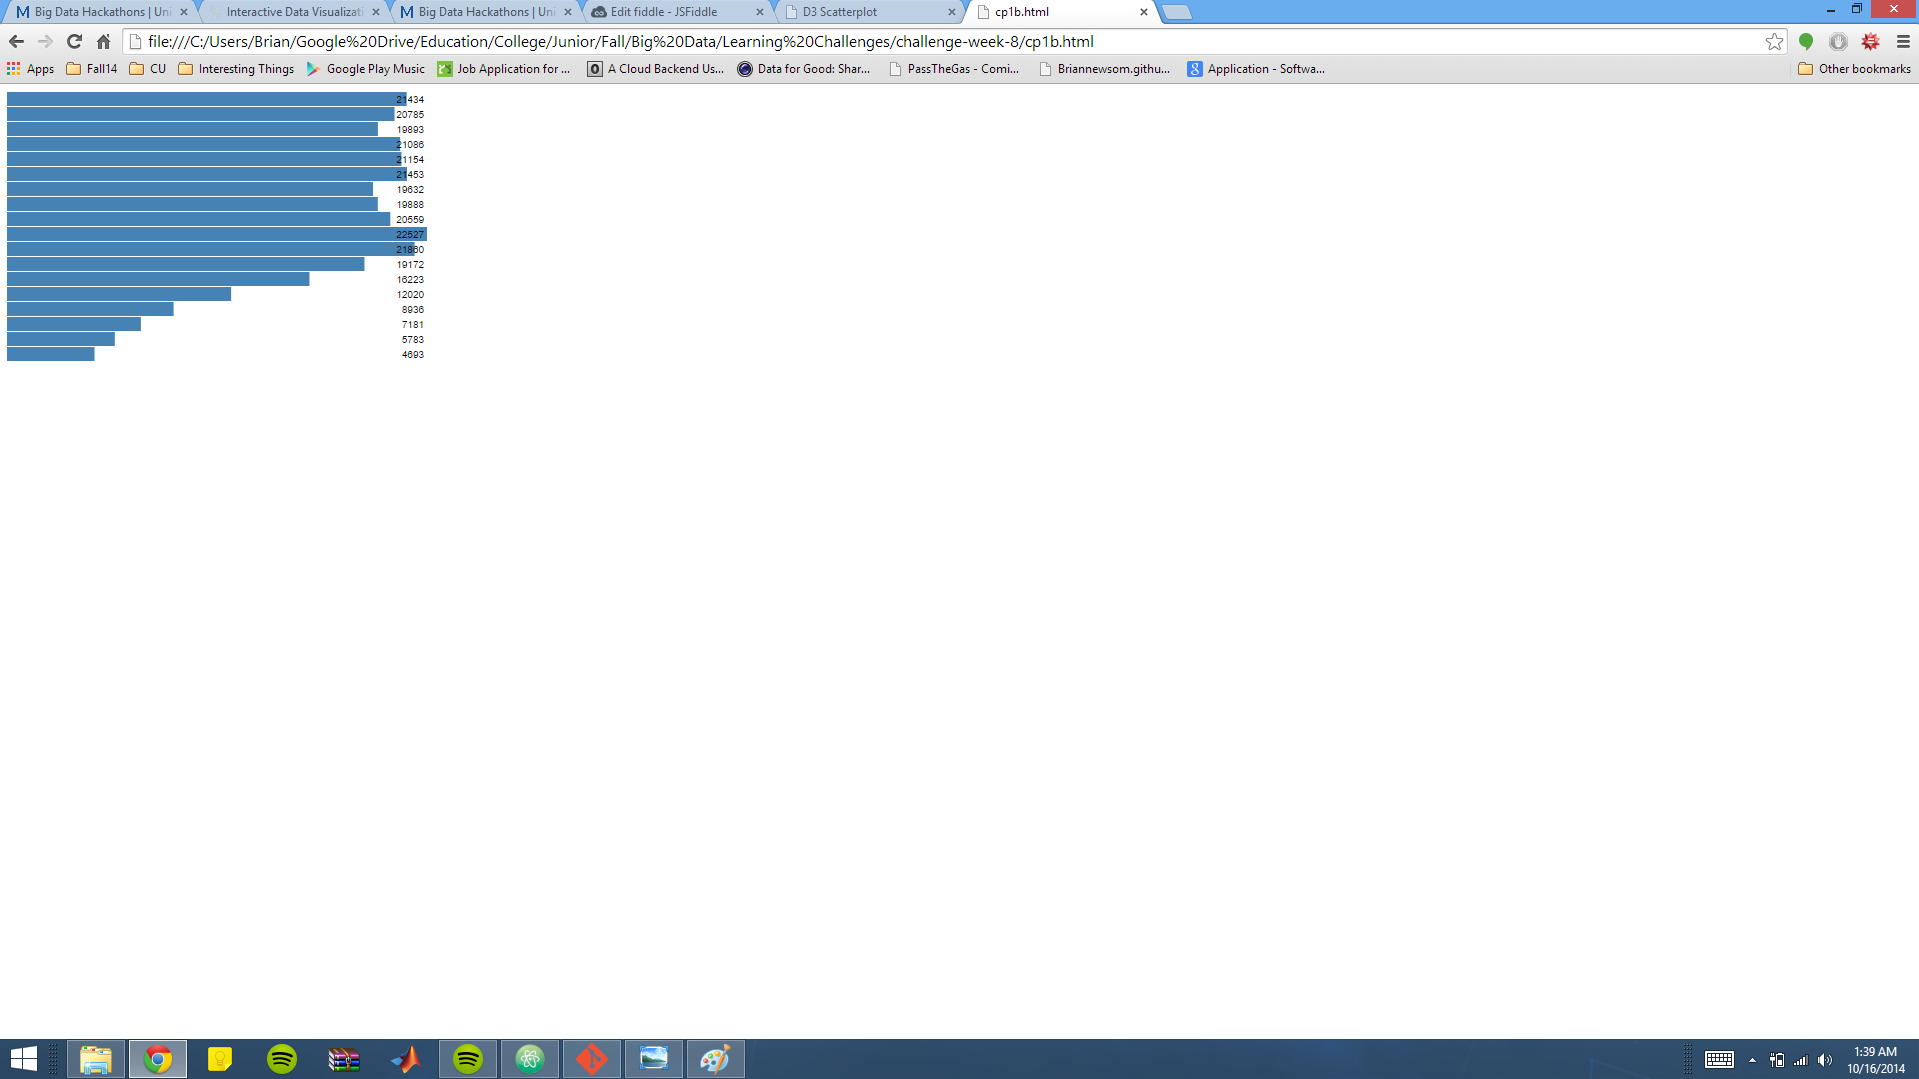 Big Data Hackathons | Uni
Interactive Data Visualizati
Big Data Hackathons | Uni
Edit fiddle - JSFiddle
D3 Scatterplot
cp1b.html
file:///C:/Users/Brian/Google%20Drive/Education/College/Junior/Fall/Big%20Data/Learning%20Challenges/challenge-week-8/cp1b.html
Apps Fall14 CU Interesting Things Google Play Music Job Application for ... A Cloud Backend Us... Data for Good: Shar... PassTheGas - Comi... Briannewsom.githu... Application - Softwa... Other bookmarks
21434
20785
19893
21086
21154
21453
19632
19888
20559
22527
21860
19172
16223
12020
8936
7181
5783
4693
1:39 AM
10/16/2014